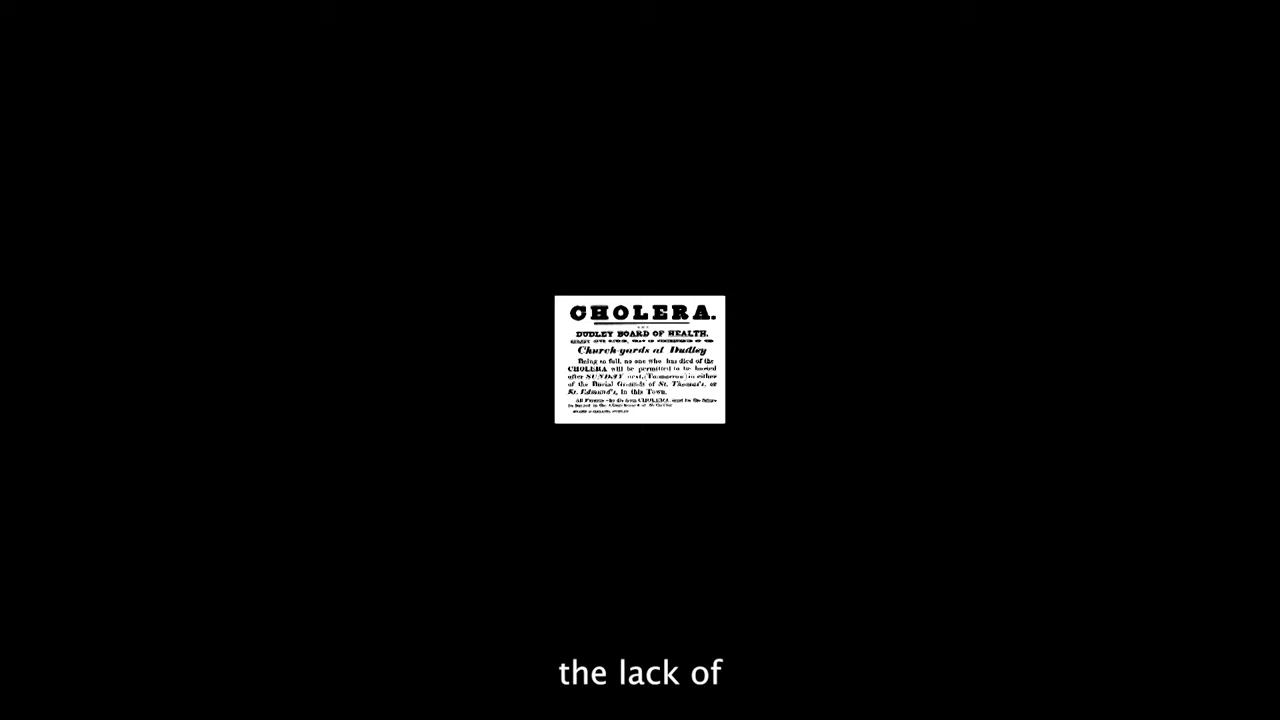 CHOLERA.
DUDLEY BOARD OF HEALTH,
Church-yards at Dudley
Being so full, no one who has died of the
CHOLERA will be permitted to be buried
after SUNDAY next, (To-morrow) in either
of the Burial Grounds of St. Thomas's, or
St. Edmund's, in this Town.
the lack of